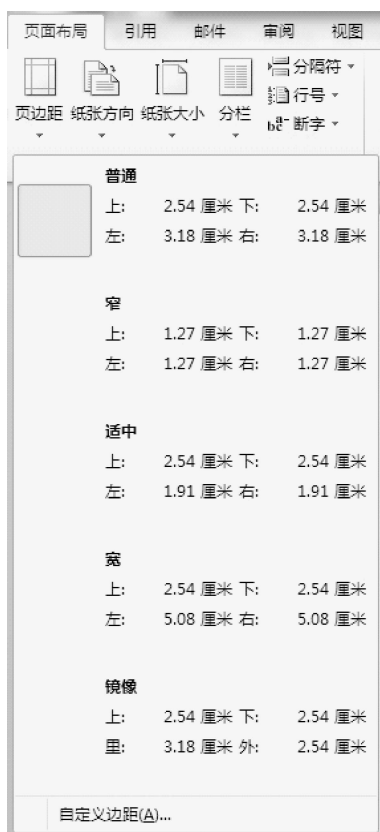 页面布局 引用 邮件 审阅 视图
页边距 纸张方向 纸张大小 分栏
分隔符
行号
断字
普通
上: 2.54 厘米 下: 2.54 厘米
左: 3.18 厘米 右: 3.18 厘米
窄
上: 1.27 厘米 下: 1.27 厘米
左: 1.27 厘米 右: 1.27 厘米
适中
上: 2.54 厘米 下: 2.54 厘米
左: 1.91 厘米 右: 1.91 厘米
宽
上: 2.54 厘米 下: 2.54 厘米
左: 5.08 厘米 右: 5.08 厘米
镜像
上: 2.54 厘米 下: 2.54 厘米
里: 3.18 厘米 外: 2.54 厘米
自定义边距(A)...